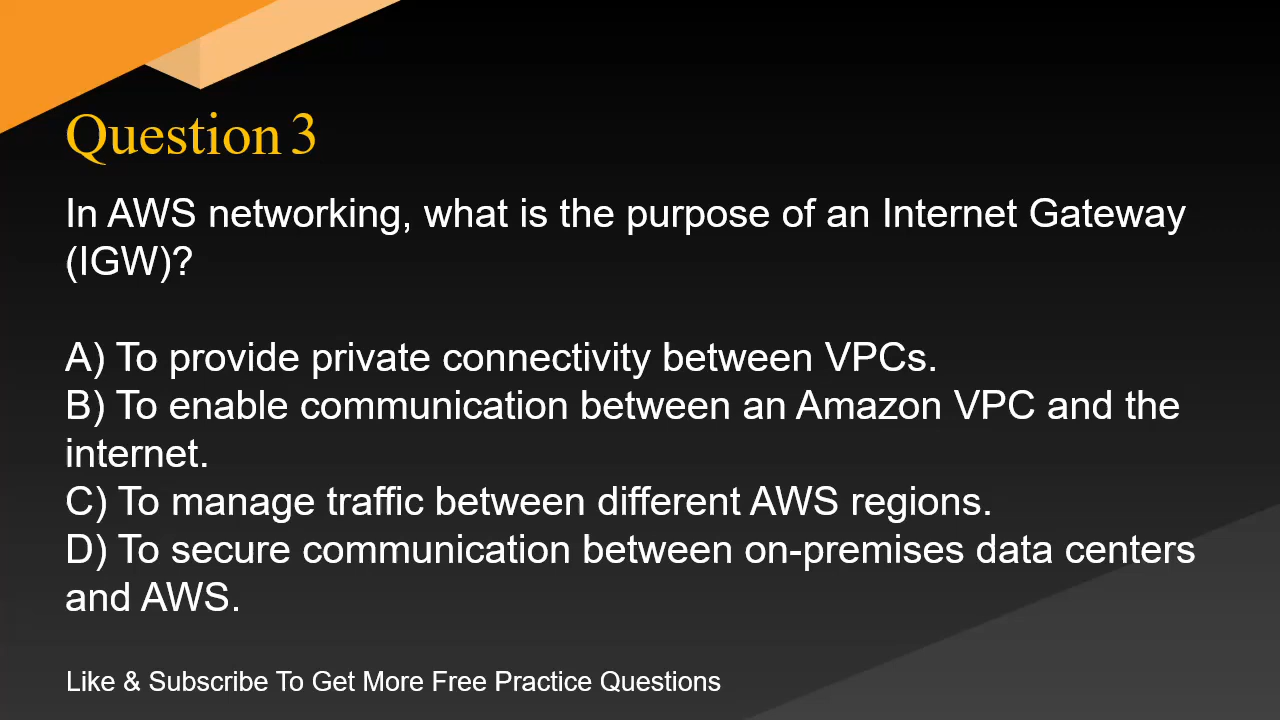 Question 3
In AWS networking, what is the purpose of an Internet Gateway
(IGW)?
A) To provide private connectivity between VPCs.
B) To enable communication between an Amazon VPC and the
internet.
C) To manage traffic between different AWS regions.
D) To secure communication between on-premises data centers
and AWS.
Like & Subscribe To Get More Free Practice Questions